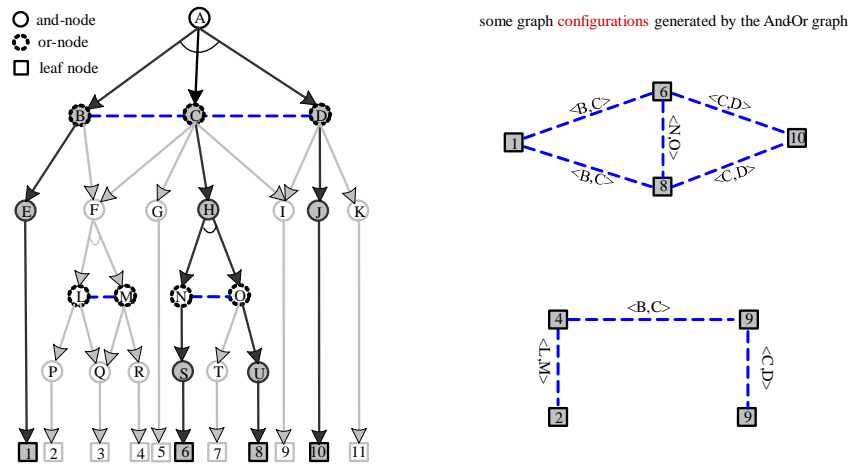 and-node
or-node
leaf node
A
B C D
E F G H I J K
L M N O
P Q R S T U
1 2 3 4 5 6 7 8 9 10 11
some graph configurations generated by the And-Or graph
<B,C> 6 <C,D>
1 <N,O> 10
<B,C> 8 <C,D>
4 <B,C> 9
<L,M> <C,D>
2 9